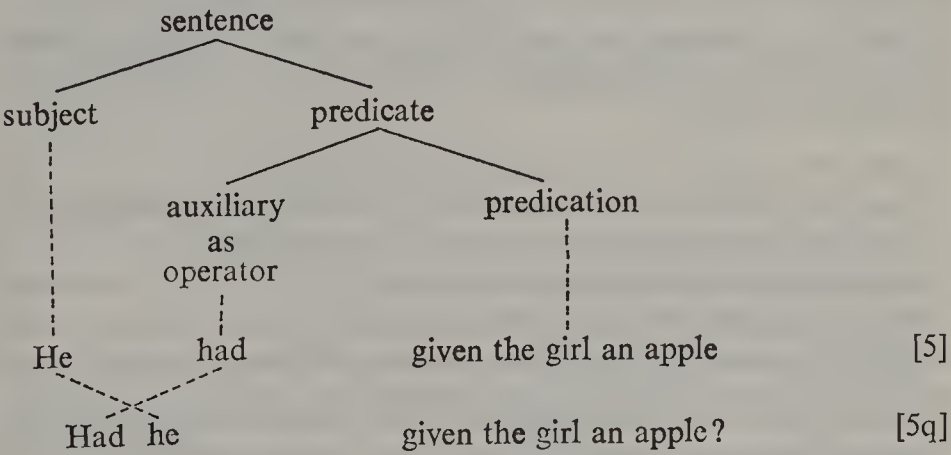 sentence
subject predicate
auxiliary predication
as
operator
He had given the girl an apple [5]
Had he given the girl an apple? [5q]